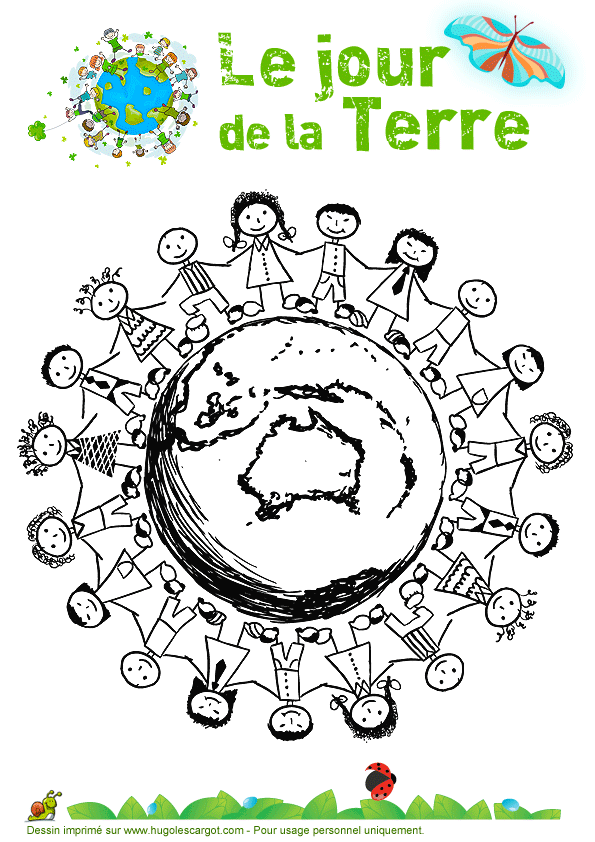 Le jour
de la Terre
Dessin imprimé sur www.hugolescargot.com - Pour usage personnel uniquement.